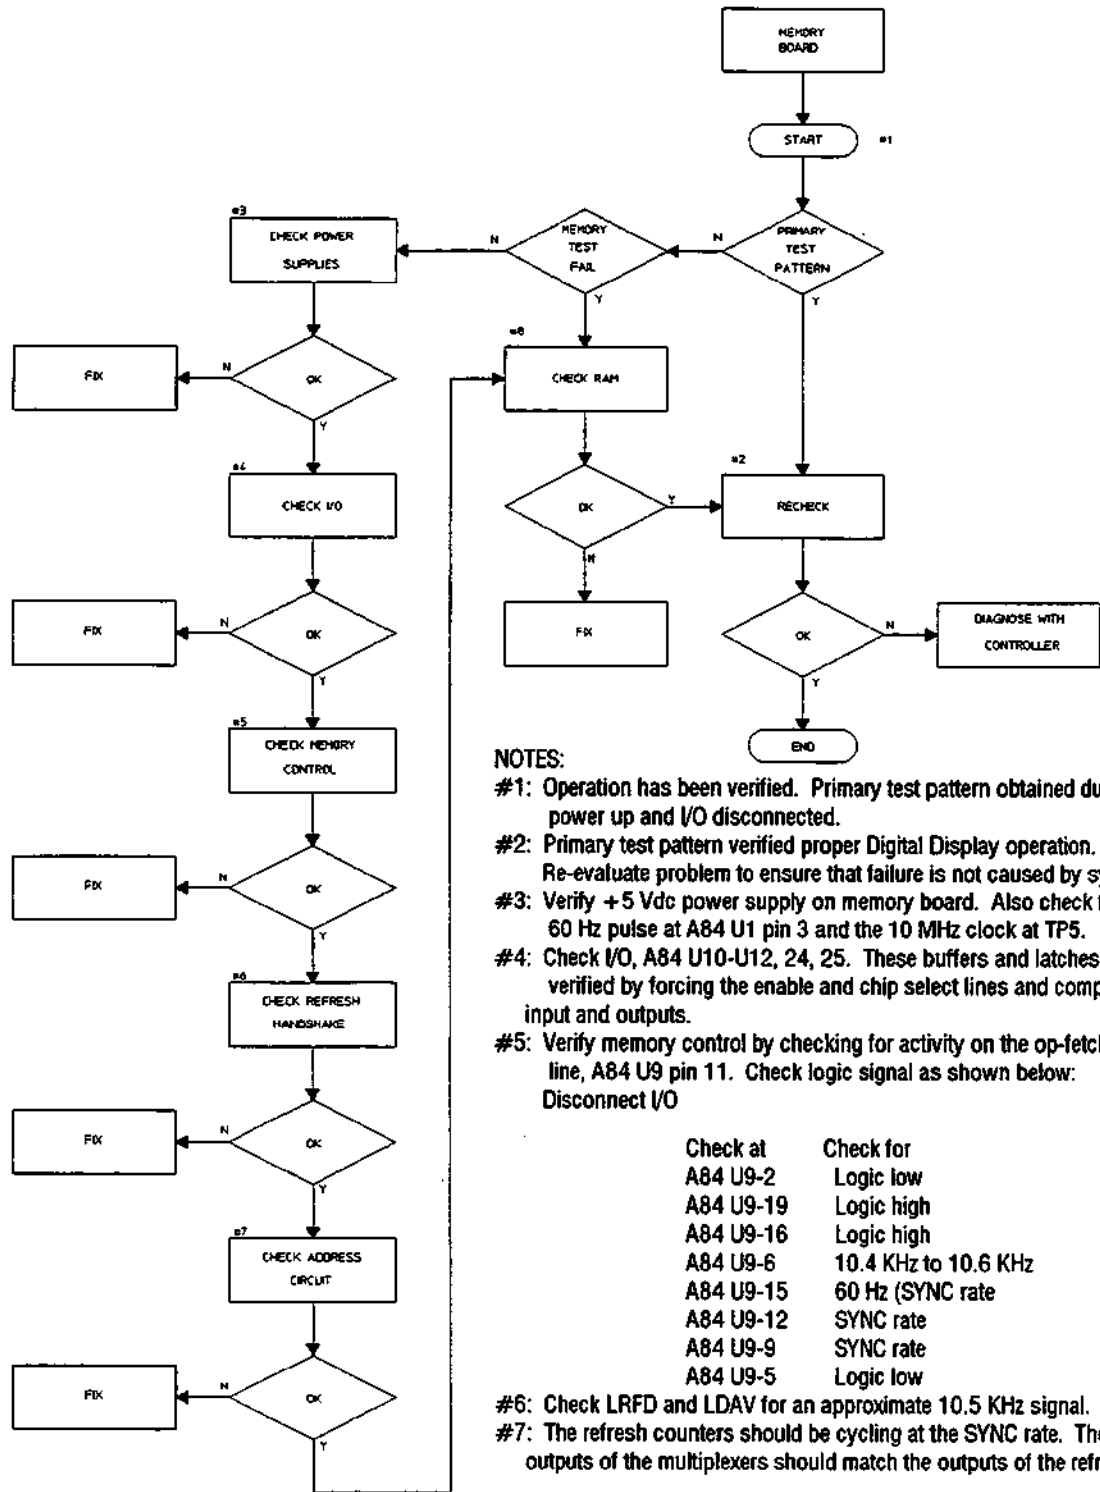 MEMORY
BOARD
START #1
PRIMARY
TEST
PATTERN
N
Y
MEMORY
TEST
FAIL
N
Y
#3
CHECK POWER
SUPPLIES
OK
N
Y
FIX
#4
CHECK I/O
OK
N
Y
FIX
#5
CHECK MEMORY
CONTROL
OK
N
Y
FIX
#6
CHECK REFRESH
HANDSHAKE
OK
N
Y
FIX
#7
CHECK ADDRESS
CIRCUIT
OK
N
Y
FIX
#8
CHECK RAM
OK
Y
N
FIX
#2
RECHECK
OK
N
Y
DIAGNOSE WITH
CONTROLLER
END
NOTES:
#1: Operation has been verified. Primary test pattern obtained du
power up and I/O disconnected.
#2: Primary test pattern verified proper Digital Display operation.
Re-evaluate problem to ensure that failure is not caused by sy
#3: Verify +5 Vdc power supply on memory board. Also check f
60 Hz pulse at A84 U1 pin 3 and the 10 MHz clock at TP5.
#4: Check I/O, A84 U10-U12, 24, 25. These buffers and latches
verified by forcing the enable and chip select lines and comp
input and outputs.
#5: Verify memory control by checking for activity on the op-fetch
line, A84 U9 pin 11. Check logic signal as shown below:
Disconnect I/O
Check at Check for
A84 U9-2 Logic low
A84 U9-19 Logic high
A84 U9-16 Logic high
A84 U9-6 10.4 KHz to 10.6 KHz
A84 U9-15 60 Hz (SYNC rate
A84 U9-12 SYNC rate
A84 U9-9 SYNC rate
A84 U9-5 Logic low
#6: Check LRFD and LDAV for an approximate 10.5 KHz signal.
#7: The refresh counters should be cycling at the SYNC rate. The
outputs of the multiplexers should match the outputs of the refr